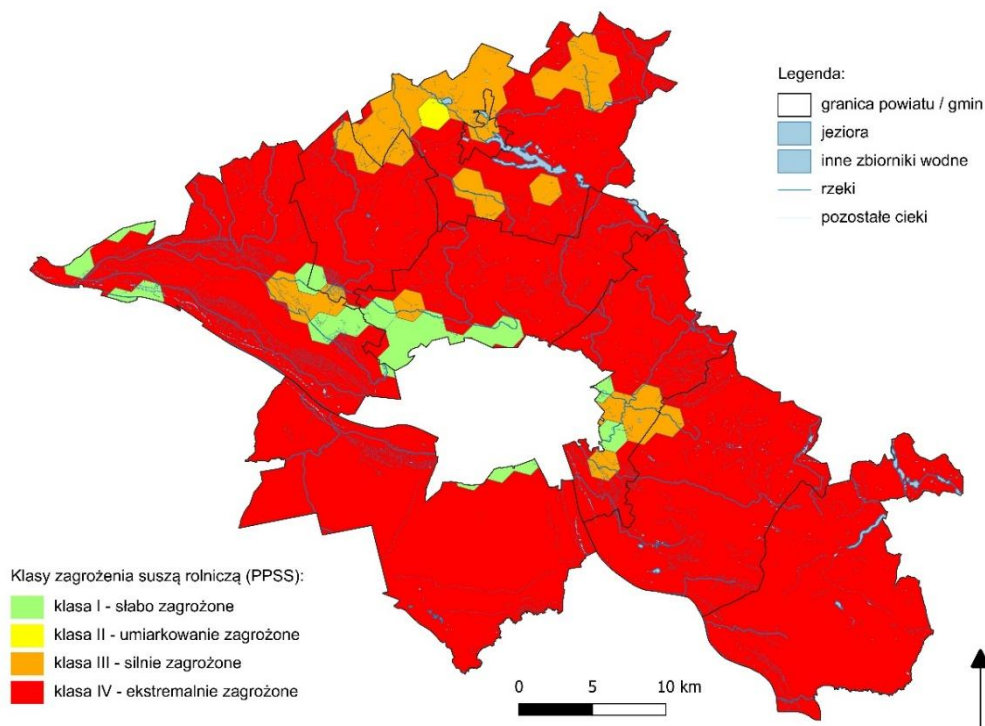 Legenda:
granica powiatu / gmin
jeziora
inne zbiorniki wodne
rzeki
pozostałe cieki
Klasy zagrożenia suszą rolniczą (PPSS):
klasa I - słabo zagrożone
klasa II - umiarkowanie zagrożone
klasa III - silnie zagrożone
klasa IV - ekstremalnie zagrożone
0 5 10 km